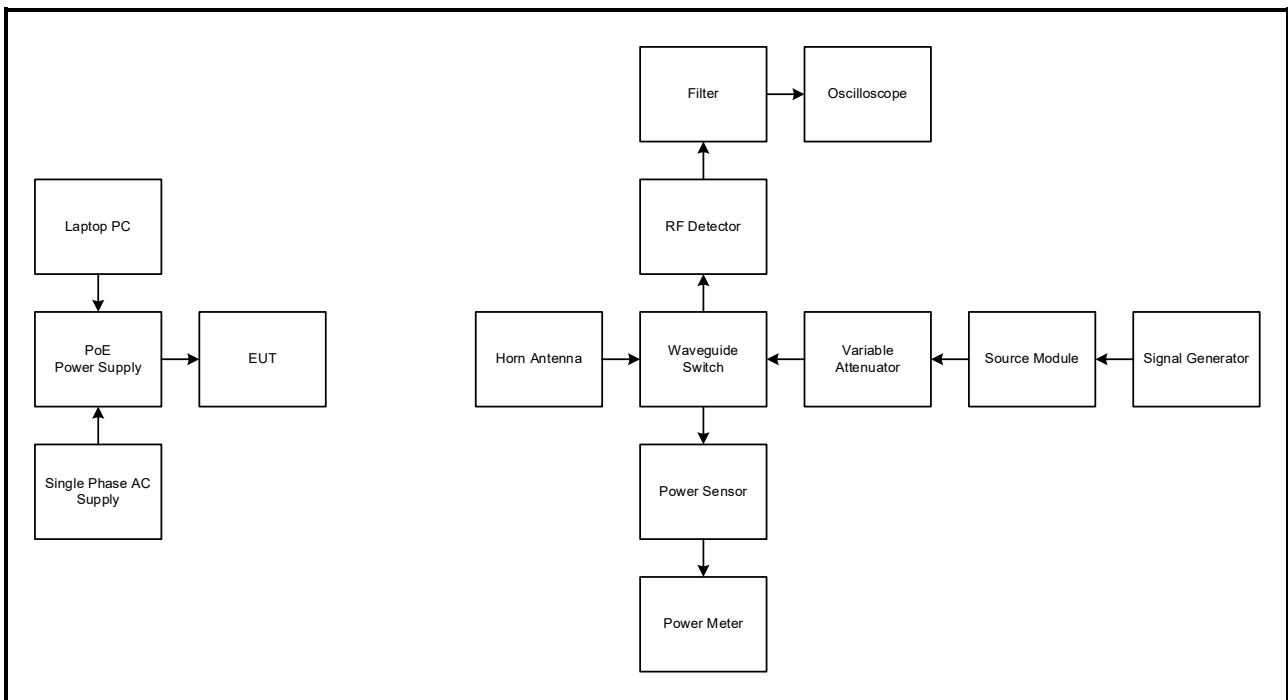 Filter
Oscilloscope
Laptop PC
RF Detector
PoE
Power Supply
EUT
Horn Antenna
Waveguide
Switch
Variable
Attenuator
Source Module
Signal Generator
Single Phase AC
Supply
Power Sensor
Power Meter